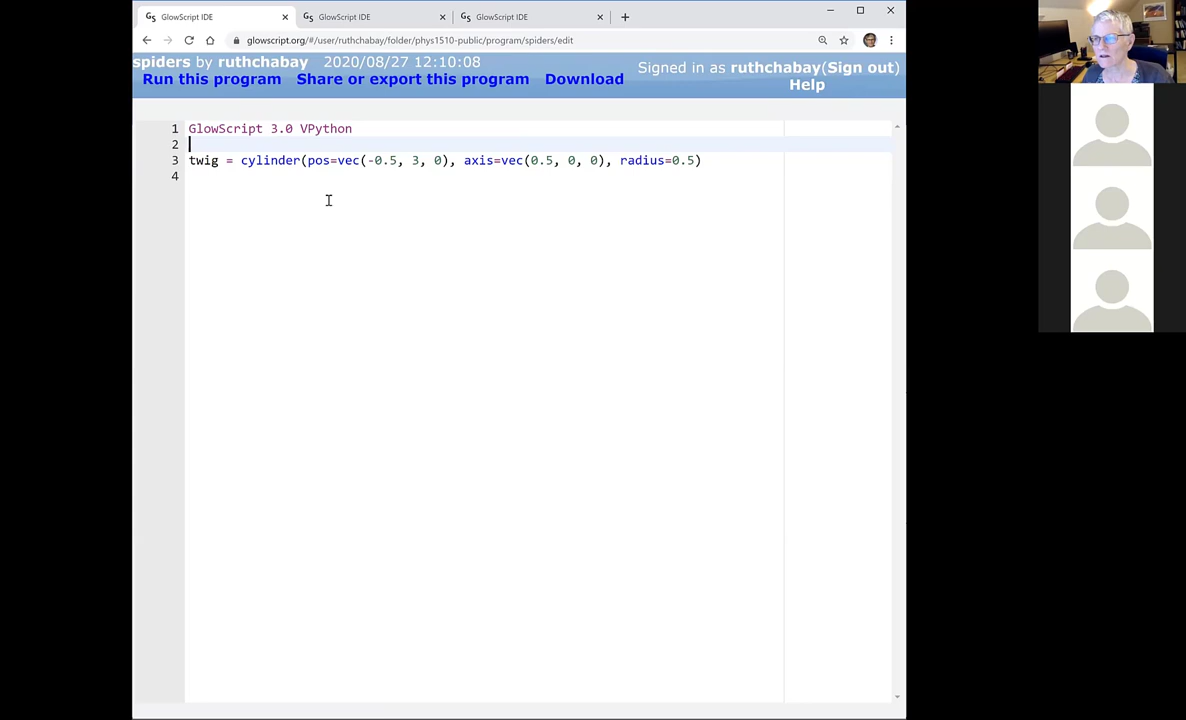 GlowScript IDE
GlowScript IDE
GlowScript IDE
glowscript.org/#/user/ruthchabay/folder/phys1510-public/program/spiders/edit
spiders by ruthchabay 2020/08/27 12:10:08
Signed in as ruthchabay(Sign out)
Run this program Share or export this program Download
Help
1 GlowScript 3.0 VPython
2
3 twig = cylinder(pos=vec(-0.5, 3, 0), axis=vec(0.5, 0, 0), radius=0.5)
4